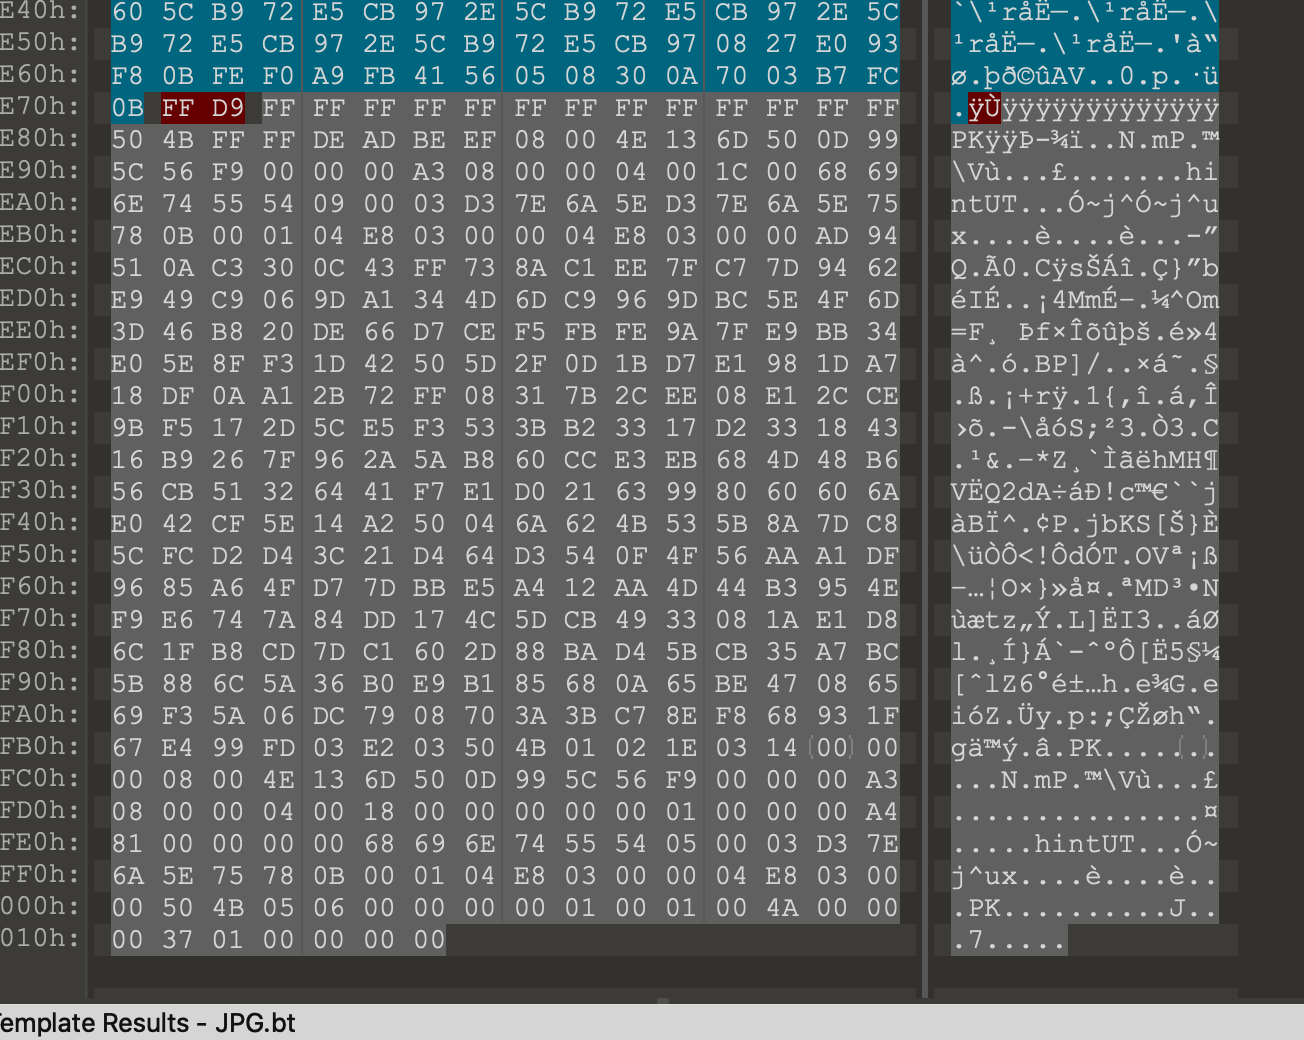 E40h: 60 5C B9 72 E5 CB 97 2E 5C B9 72 E5 CB 97 2E 5C `\¹råË—.\¹råË—.\
E50h: B9 72 E5 CB 97 2E 5C B9 72 E5 CB 97 08 27 E0 93 ¹råË—.\¹råË—.'à“
E60h: F8 0B FE F0 A9 FB 41 56 05 08 30 0A 70 03 B7 FC ø.þð©ûAV..0.p.·ü
E70h: 0B FF D9 FF FF FF FF FF FF FF FF FF FF FF FF FF .ÿÙÿÿÿÿÿÿÿÿÿÿÿÿÿ
E80h: 50 4B FF FF DE AD BE EF 08 00 4E 13 6D 50 0D 99 PKÿÿÞ-¾ï..N.mP.™
E90h: 5C 56 F9 00 00 00 A3 08 00 00 04 00 1C 00 68 69 \Vù...£.......hi
EA0h: 6E 74 55 54 09 00 03 D3 7E 6A 5E D3 7E 6A 5E 75 ntUT...Ó~j^Ó~j^u
EB0h: 78 0B 00 01 04 E8 03 00 00 04 E8 03 00 00 AD 94 x....è....è...-”
EC0h: 51 0A C3 30 0C 43 FF 73 8A C1 EE 7F C7 7D 94 62 Q.Ã0.CÿsŠÁî.Ç}”b
ED0h: E9 49 C9 06 9D A1 34 4D 6D C9 96 9D BC 5E 4F 6D éIÉ..¡4MmÉ–.¼^Om
EE0h: 3D 46 B8 20 DE 66 D7 CE F5 FB FE 9A 7F E9 BB 34 =F¸ Þf×Îõûþš.é»4
EF0h: E0 5E 8F F3 1D 42 50 5D 2F 0D 1B D7 E1 98 1D A7 à^.ó.BP]/..×á˜.§
F00h: 18 DF 0A A1 2B 72 FF 08 31 7B 2C EE 08 E1 2C CE .ß.¡+rÿ.1{,î.á,Î
F10h: 9B F5 17 2D 5C E5 F3 53 3B B2 33 17 D2 33 18 43 ›õ.-\åóS;²3.Ò3.C
F20h: 16 B9 26 7F 96 2A 5A B8 60 CC E3 EB 68 4D 48 B6 .¹&.–*Z¸`ÌãëhMH¶
F30h: 56 CB 51 32 64 41 F7 E1 D0 21 63 99 80 60 60 6A VËQ2dA÷áÐ!c™€``j
F40h: E0 42 CF 5E 14 A2 50 04 6A 62 4B 53 5B 8A 7D C8 àBÏ^.¢P.jbKS[Š}È
F50h: 5C FC D2 D4 3C 21 D4 64 D3 54 0F 4F 56 AA A1 DF \üÒÔ<!ÔdÓT.OVª¡ß
F60h: 96 85 A6 4F D7 7D BB E5 A4 12 AA 4D 44 B3 95 4E –…¦O×}»å¤.ªMD³•N
F70h: F9 E6 74 7A 84 DD 17 4C 5D CB 49 33 08 1A E1 D8 ùætz„Ý.L]ËI3..áØ
F80h: 6C 1F B8 CD 7D C1 60 2D 88 BA D4 5B CB 35 A7 BC l.¸Í}Á`-ˆºÔ[Ë5§¼
F90h: 5B 88 6C 5A 36 B0 E9 B1 85 68 0A 65 BE 47 08 65 [ˆlZ6°é±…h.e¾G.e
FA0h: 69 F3 5A 06 DC 79 08 70 3A 3B C7 8E F8 68 93 1F ióZ.Üy.p:;ÇŽøh“.
FB0h: 67 E4 99 FD 03 E2 03 50 4B 01 02 1E 03 14 00 00 gä™ý.â.PK.......
FC0h: 00 08 00 4E 13 6D 50 0D 99 5C 56 F9 00 00 00 A3 ...N.mP.™\Vù...£
FD0h: 08 00 00 04 00 18 00 00 00 00 00 01 00 00 00 A4 ...............¤
FE0h: 81 00 00 00 00 68 69 6E 74 55 54 05 00 03 D3 7E .....hintUT...Ó~
FF0h: 6A 5E 75 78 0B 00 01 04 E8 03 00 00 04 E8 03 00 j^ux....è....è..
000h: 00 50 4B 05 06 00 00 00 00 01 00 01 00 4A 00 00 .PK..........J..
010h: 00 37 01 00 00 00 00 .7.....
Template Results - JPG.bt